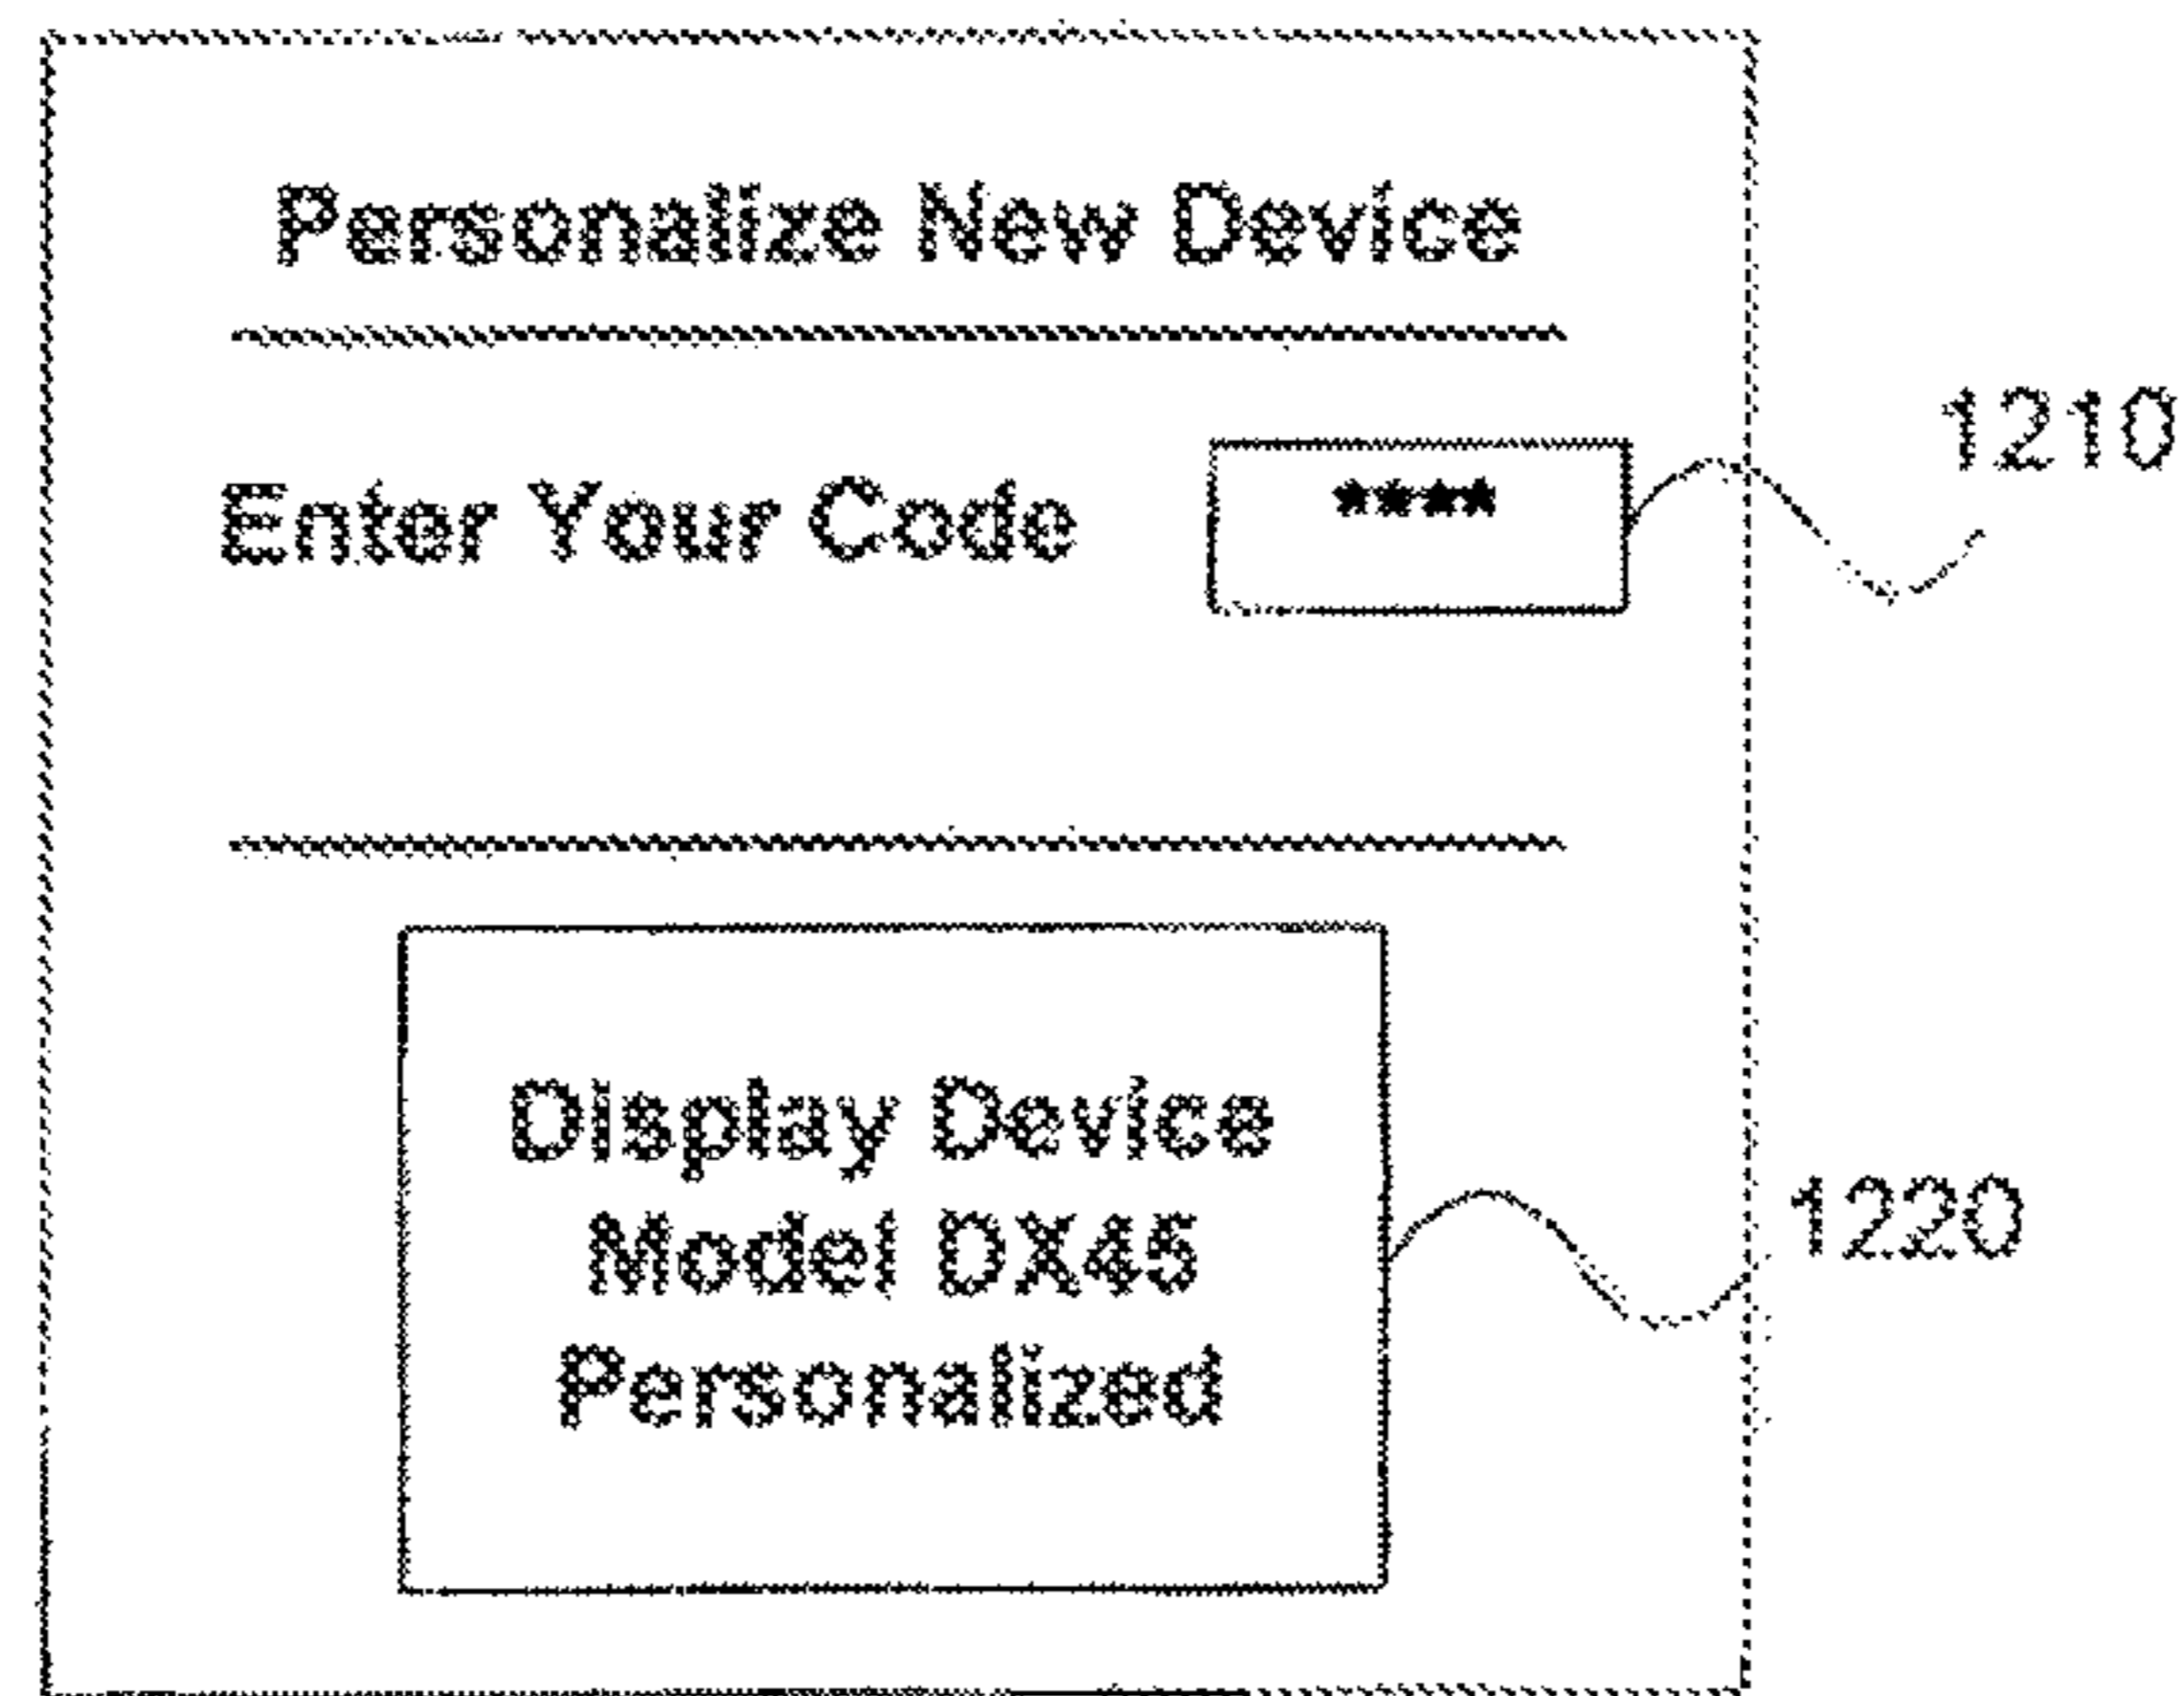 Personalize New Device
1210
Enter Your Code ****
Display Device
Model DX45
Personalized
1220